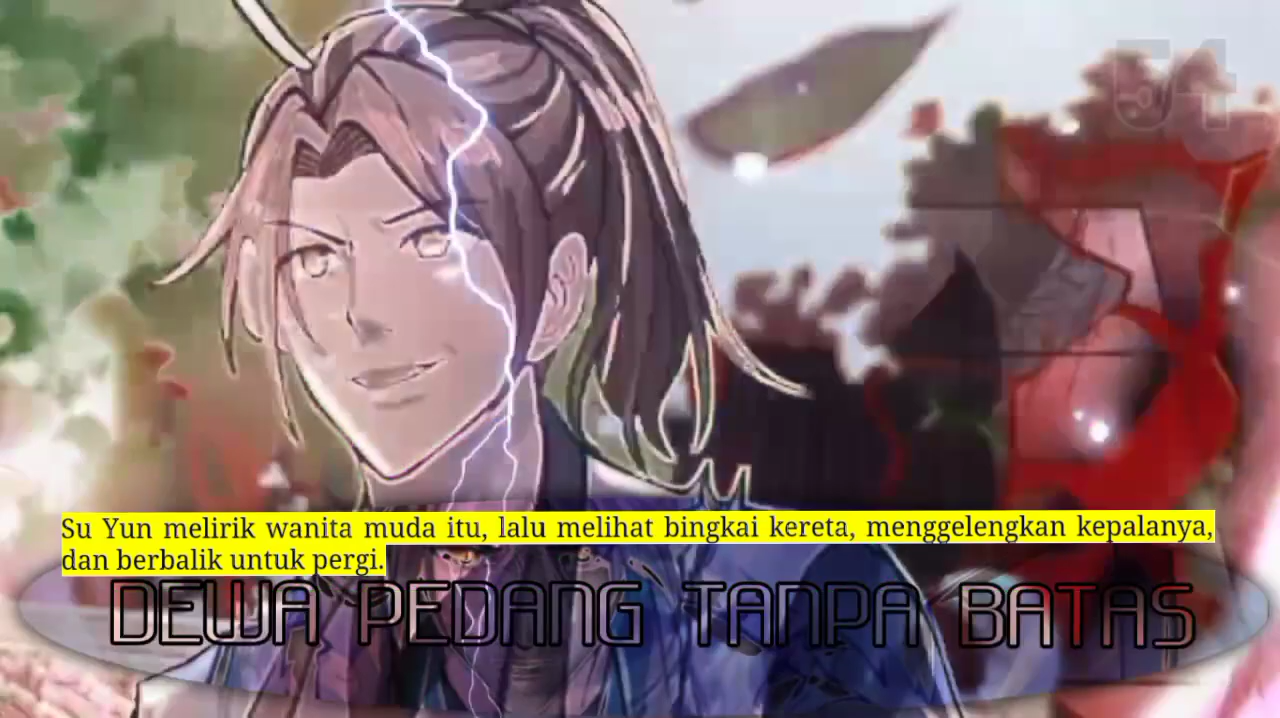 54
Su Yun melirik wanita muda itu, lalu melihat bingkai kereta, menggelengkan kepalanya,
dan berbalik untuk pergi.
DEWA PEDANG TANPA BATAS